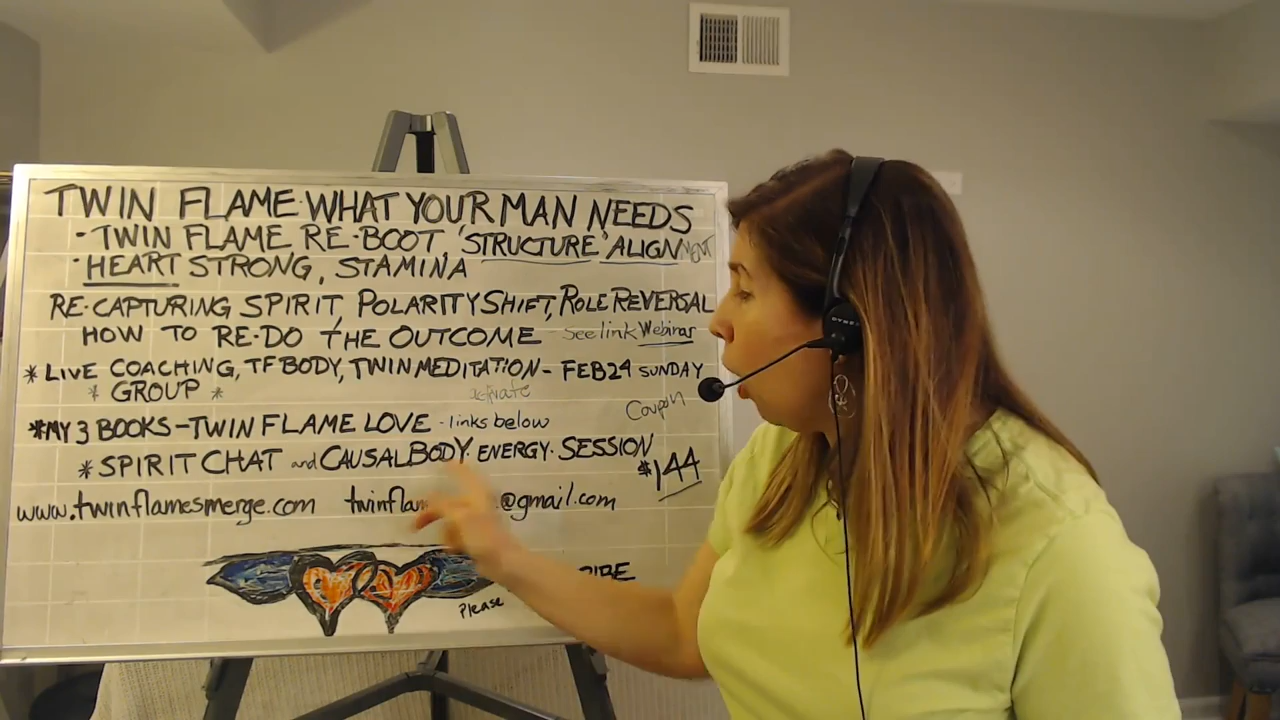 TWIN FLAME·WHAT YOUR MAN NEEDS
- TWIN FLAME RE-BOOT, 'STRUCTURE' ALIGNMENT
· HEART STRONG, STAMINA
RE-CAPTURING SPIRIT, POLARITY SHIFT, ROLE REVERSAL
HOW TO RE-DO THE OUTCOME see link Webinar
* LIVE COACHING, TF BODY, TWIN MEDITATION - FEB 24 SUNDAY
* GROUP * activate
Coupon
* MY 3 BOOKS - TWIN FLAME LOVE - links below
* SPIRIT CHAT and CAUSAL BODY ENERGY·SESSION $144
www.twinflamesmerge.com @gmail.com
Please